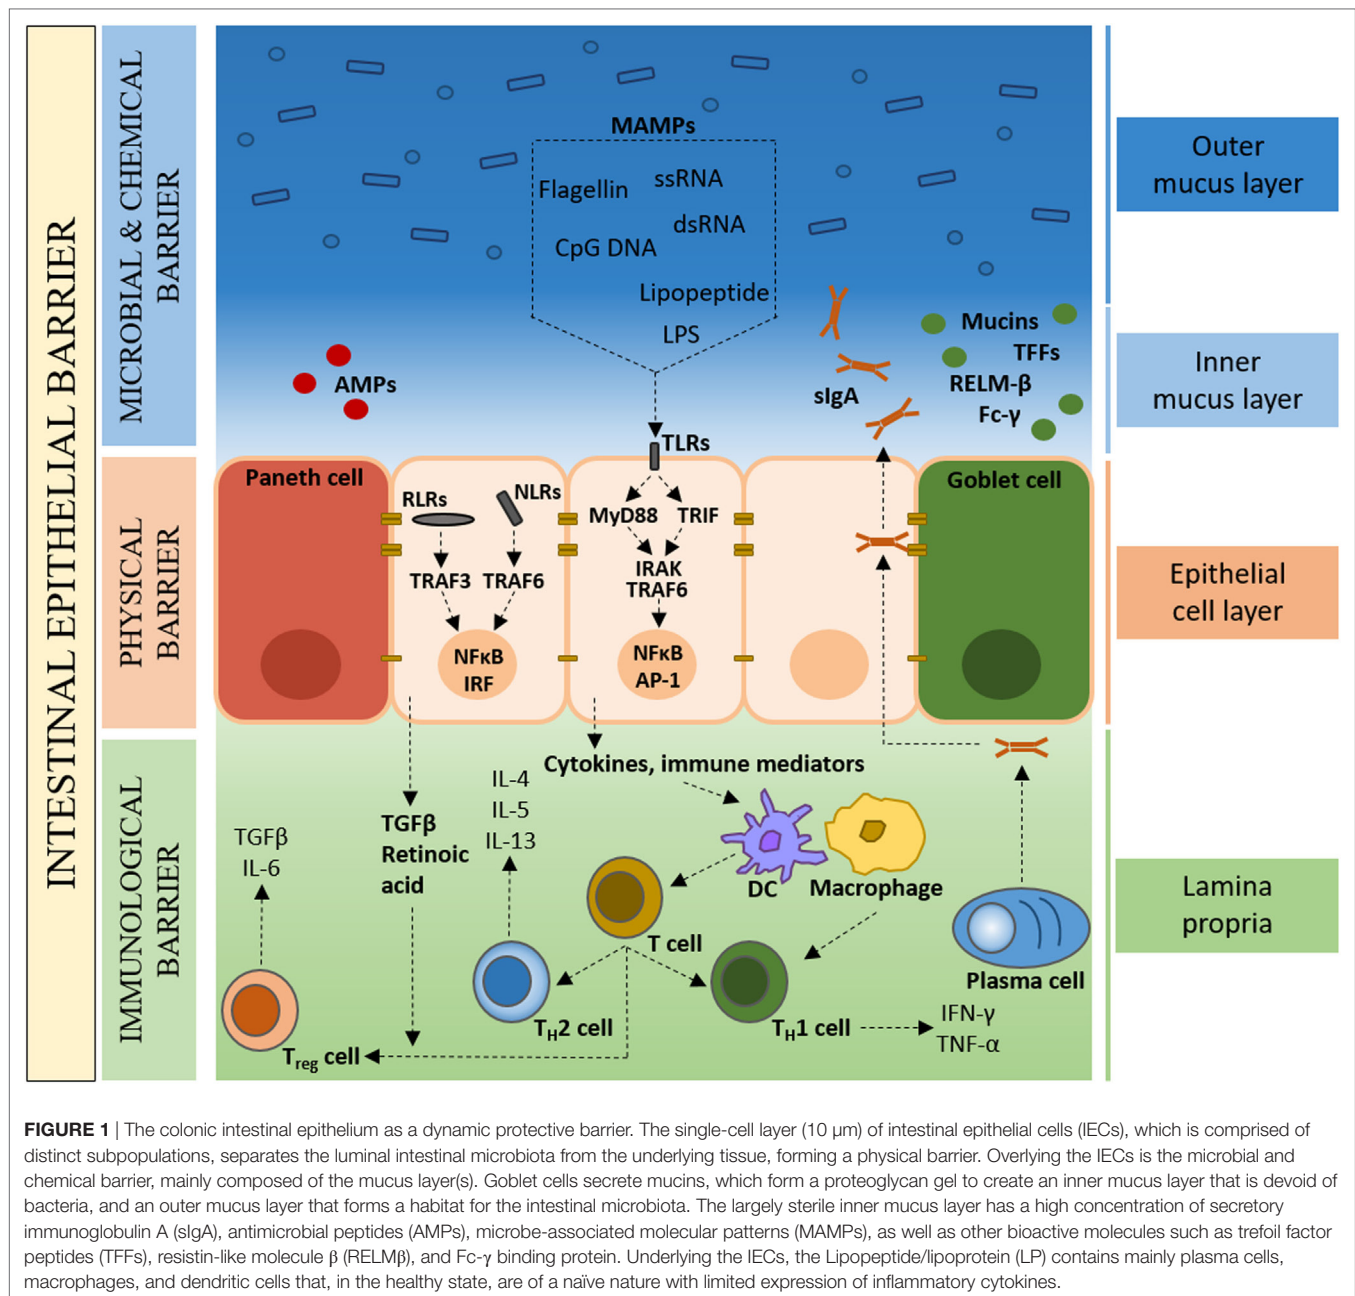 INTESTINAL EPITHELIAL BARRIER
MICROBIAL & CHEMICAL
BARRIER
PHYSICAL
BARRIER
IMMUNOLOGICAL
BARRIER
MAMPs
Flagellin
ssRNA
dsRNA
CpG DNA
Lipopeptide
LPS
AMPs
sIgA
Mucins
TFFs
RELM-β
Fc-γ
Outer
mucus layer
Inner
mucus layer
Paneth cell
RLRs
NLRs
TRAF3
TRAF6
NFκB
IRF
TLRs
MyD88
TRIF
IRAK
TRAF6
NFκB
AP-1
Goblet cell
Epithelial
cell layer
Cytokines, immune mediators
IL-4
IL-5
IL-13
TGFβ
Retinoic
acid
TGFβ
IL-6
DC
Macrophage
T cell
Plasma cell
TH2 cell
TH1 cell
IFN-γ
TNF-α
Treg cell
Lamina
propria
FIGURE 1 | The colonic intestinal epithelium as a dynamic protective barrier. The single-cell layer (10 μm) of intestinal epithelial cells (IECs), which is comprised of
distinct subpopulations, separates the luminal intestinal microbiota from the underlying tissue, forming a physical barrier. Overlying the IECs is the microbial and
chemical barrier, mainly composed of the mucus layer(s). Goblet cells secrete mucins, which form a proteoglycan gel to create an inner mucus layer that is devoid of
bacteria, and an outer mucus layer that forms a habitat for the intestinal microbiota. The largely sterile inner mucus layer has a high concentration of secretory
immunoglobulin A (sIgA), antimicrobial peptides (AMPs), microbe-associated molecular patterns (MAMPs), as well as other bioactive molecules such as trefoil factor
peptides (TFFs), resistin-like molecule β (RELMβ), and Fc-γ binding protein. Underlying the IECs, the Lipopeptide/lipoprotein (LP) contains mainly plasma cells,
macrophages, and dendritic cells that, in the healthy state, are of a naïve nature with limited expression of inflammatory cytokines.